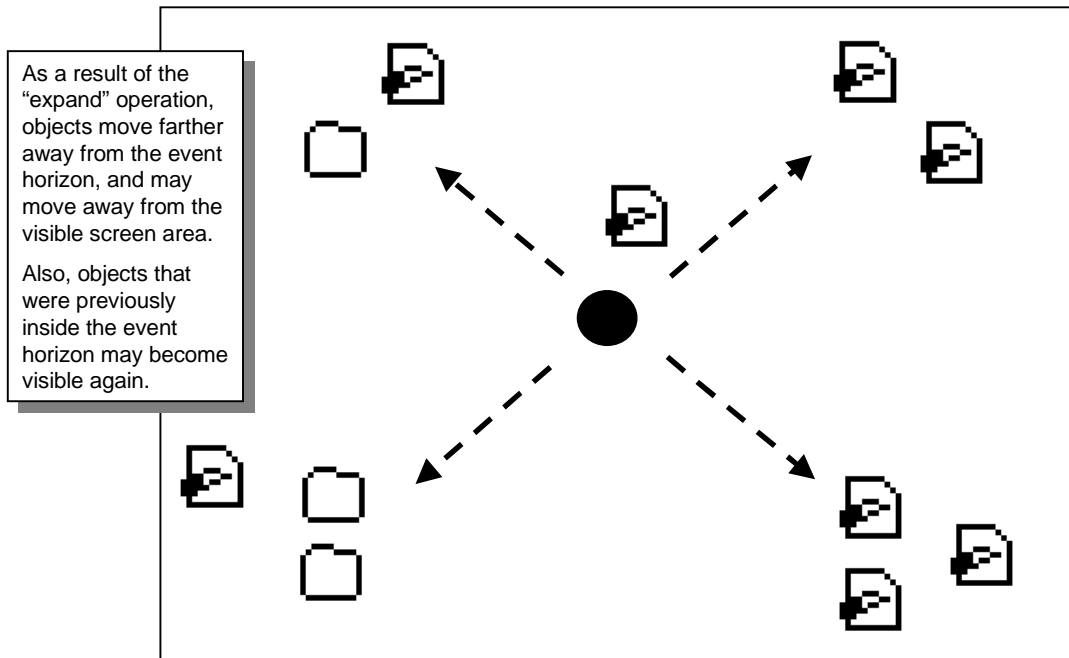 As a result of the
“expand” operation,
objects move farther
away from the event
horizon, and may
move away from the
visible screen area.
Also, objects that
were previously
inside the event
horizon may become
visible again.